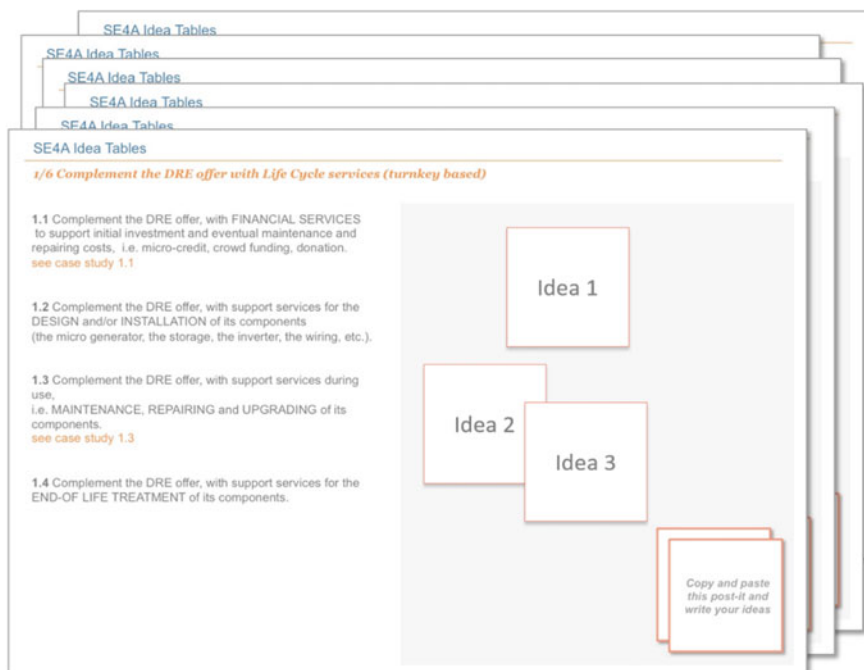 SE4A Idea Tables
SE4A Idea Tables
SE4A Idea Tables
SE4A Idea Tables
SE4A Idea Tables
SE4A Idea Tables
1/6 Complement the DRE offer with Life Cycle services (turnkey based)
1.1 Complement the DRE offer, with FINANCIAL SERVICES
to support initial investment and eventual maintenance and
repairing costs, i.e. micro-credit, crowd funding, donation.
see case study 1.1
1.2 Complement the DRE offer, with support services for the
DESIGN and/or INSTALLATION of its components
(the micro generator, the storage, the inverter, the wiring, etc.).
1.3 Complement the DRE offer, with support services during
use,
i.e. MAINTENANCE, REPAIRING and UPGRADING of its
components.
see case study 1.3
1.4 Complement the DRE offer, with support services for the
END-OF LIFE TREATMENT of its components.
Idea 1
Idea 2
Idea 3
Copy and paste
this post-it and
write your ideas